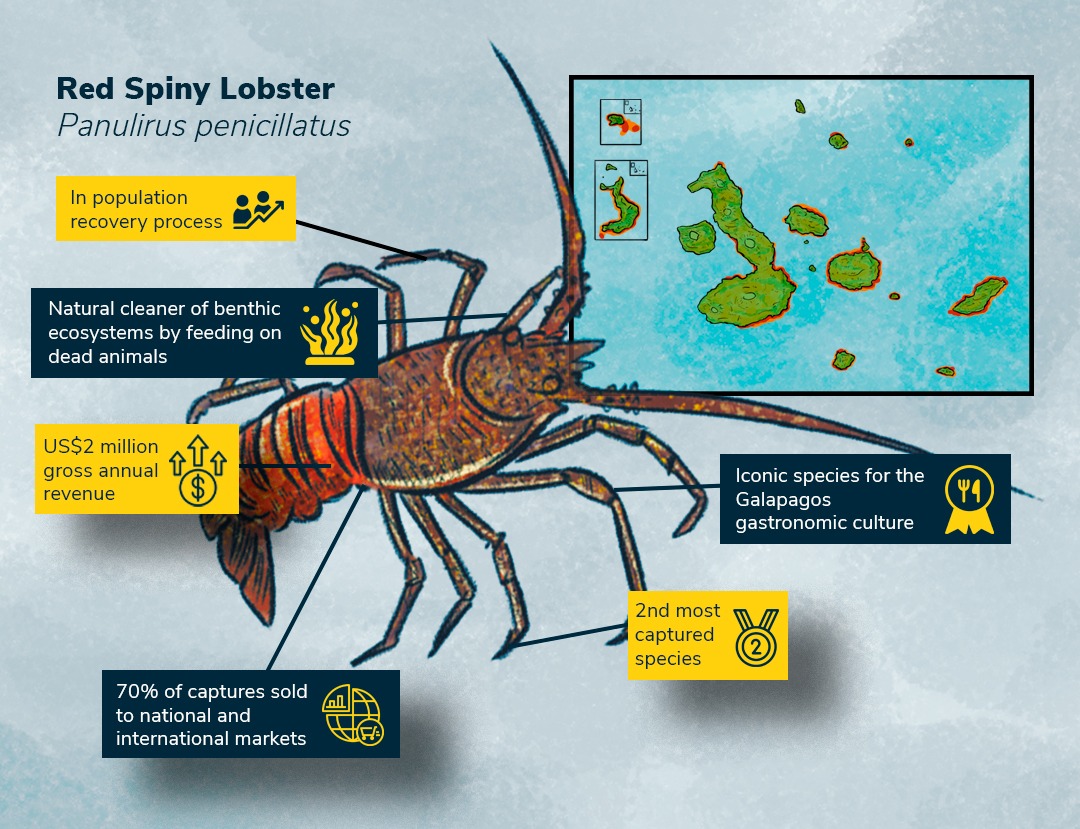 Red Spiny Lobster
Panulirus penicillatus
In population
recovery process
Natural cleaner of benthic
ecosystems by feeding on
dead animals
US$2 million
gross annual
revenue
$
Iconic species for the
Galapagos
gastronomic culture
2nd most
captured
species
2
70% of captures sold
to national and
international markets